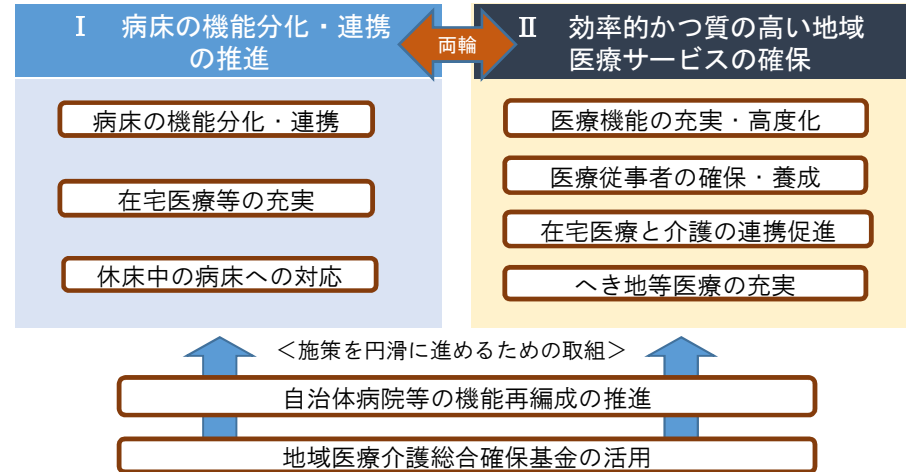 Ⅰ　病床の機能分化・連携
の推進
両輪
Ⅱ　効率的かつ質の高い地域
医療サービスの確保
病床の機能分化・連携
在宅医療等の充実
休床中の病床への対応
医療機能の充実・高度化
医療従事者の確保・養成
在宅医療と介護の連携促進
へき地等医療の充実
＜施策を円滑に進めるための取組＞
自治体病院等の機能再編成の推進
地域医療介護総合確保基金の活用